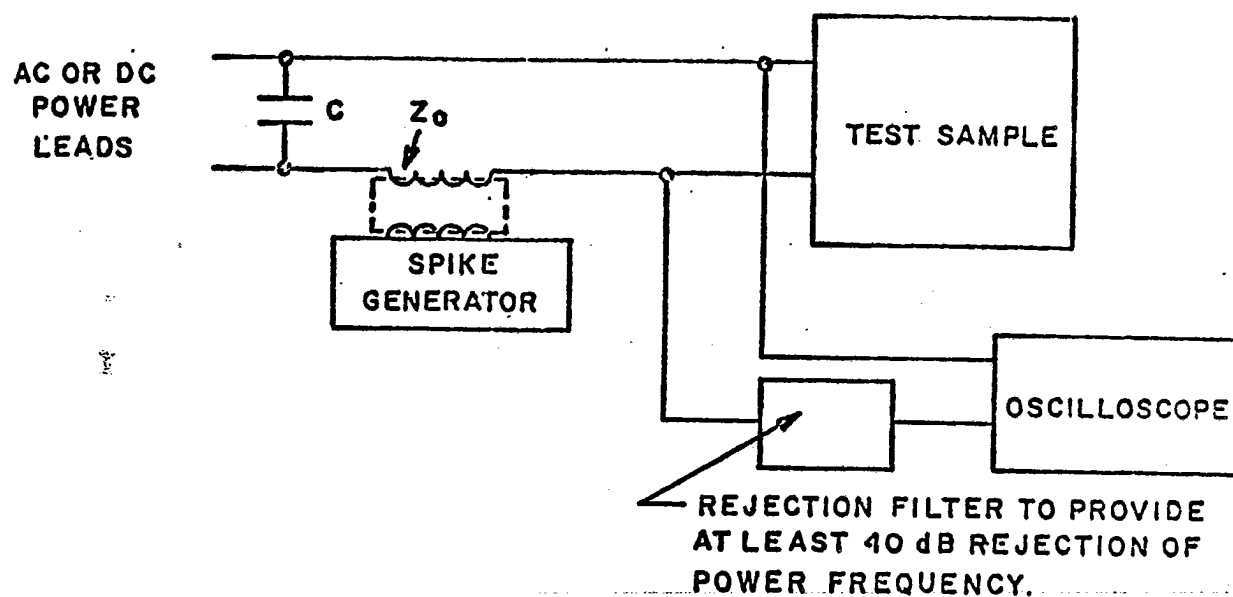 AC OR DC
POWER
LEADS
C
Zo
TEST SAMPLE
SPIKE
GENERATOR
OSCILLOSCOPE
REJECTION FILTER TO PROVIDE
AT LEAST 40 dB REJECTION OF
POWER FREQUENCY.